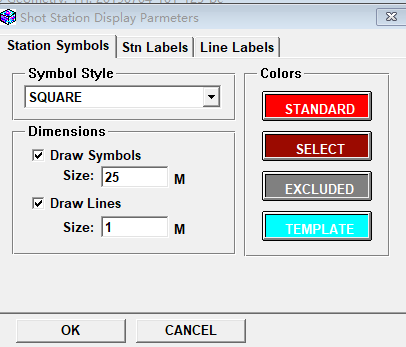 Shot Station Display Parmeters
Station Symbols Stn Labels Line Labels
Symbol Style
SQUARE
Dimensions
Draw Symbols
Size: 25 M
Draw Lines
Size: 1 M
Colors
STANDARD
SELECT
EXCLUDED
TEMPLATE
OK CANCEL